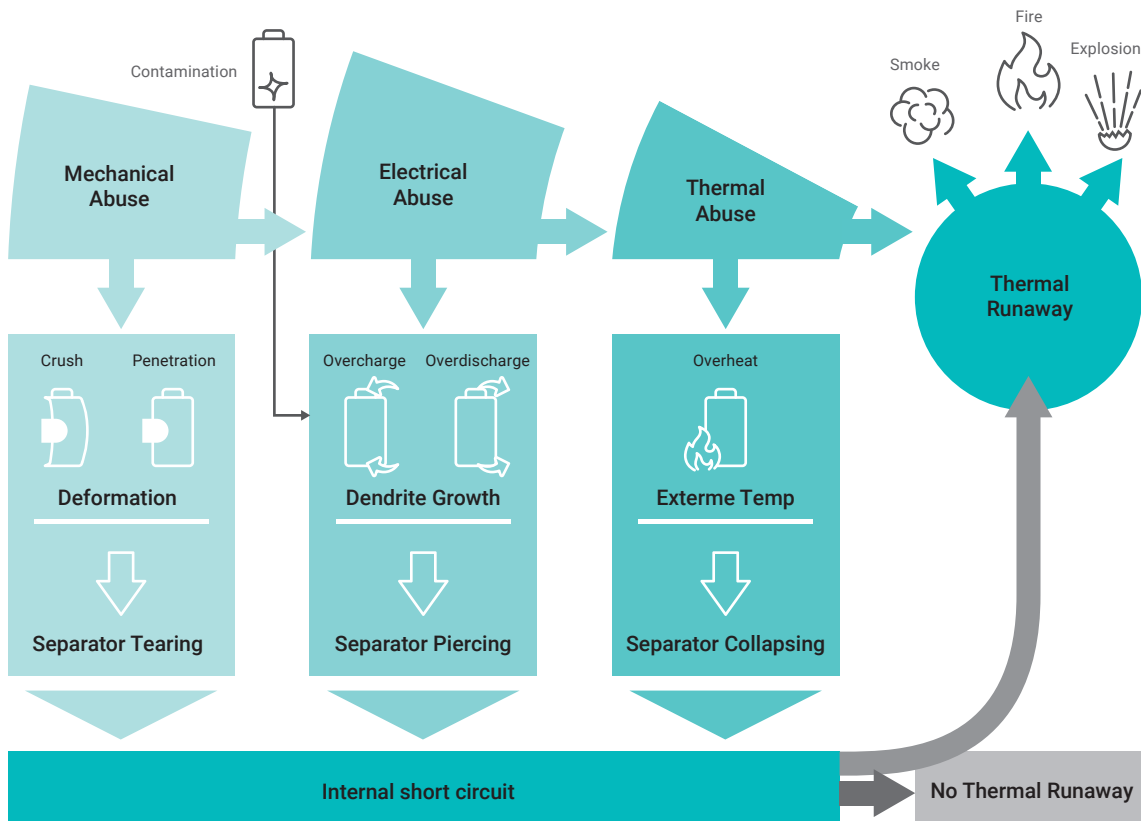 Contamination
Smoke
Fire
Explosion
Mechanical
Abuse
Electrical
Abuse
Thermal
Abuse
Thermal
Runaway
Crush
Penetration
Deformation
Separator Tearing
Overcharge
Overdischarge
Dendrite Growth
Separator Piercing
Overheat
Exterme Temp
Separator Collapsing
Internal short circuit
No Thermal Runaway